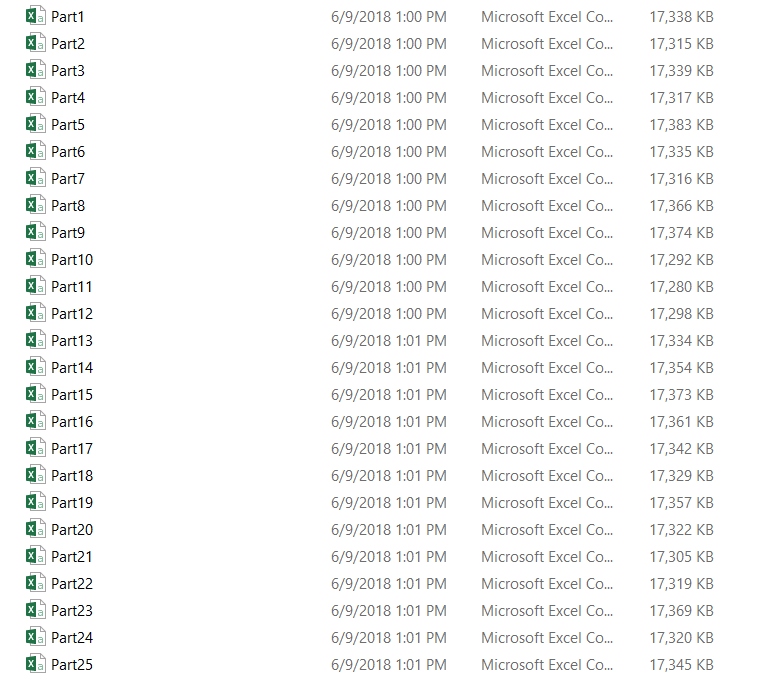 Part1 6/9/2018 1:00 PM Microsoft Excel Co... 17,338 KB
Part2 6/9/2018 1:00 PM Microsoft Excel Co... 17,315 KB
Part3 6/9/2018 1:00 PM Microsoft Excel Co... 17,339 KB
Part4 6/9/2018 1:00 PM Microsoft Excel Co... 17,317 KB
Part5 6/9/2018 1:00 PM Microsoft Excel Co... 17,383 KB
Part6 6/9/2018 1:00 PM Microsoft Excel Co... 17,335 KB
Part7 6/9/2018 1:00 PM Microsoft Excel Co... 17,316 KB
Part8 6/9/2018 1:00 PM Microsoft Excel Co... 17,366 KB
Part9 6/9/2018 1:00 PM Microsoft Excel Co... 17,374 KB
Part10 6/9/2018 1:00 PM Microsoft Excel Co... 17,292 KB
Part11 6/9/2018 1:00 PM Microsoft Excel Co... 17,280 KB
Part12 6/9/2018 1:00 PM Microsoft Excel Co... 17,298 KB
Part13 6/9/2018 1:01 PM Microsoft Excel Co... 17,334 KB
Part14 6/9/2018 1:01 PM Microsoft Excel Co... 17,354 KB
Part15 6/9/2018 1:01 PM Microsoft Excel Co... 17,373 KB
Part16 6/9/2018 1:01 PM Microsoft Excel Co... 17,361 KB
Part17 6/9/2018 1:01 PM Microsoft Excel Co... 17,342 KB
Part18 6/9/2018 1:01 PM Microsoft Excel Co... 17,329 KB
Part19 6/9/2018 1:01 PM Microsoft Excel Co... 17,357 KB
Part20 6/9/2018 1:01 PM Microsoft Excel Co... 17,322 KB
Part21 6/9/2018 1:01 PM Microsoft Excel Co... 17,305 KB
Part22 6/9/2018 1:01 PM Microsoft Excel Co... 17,319 KB
Part23 6/9/2018 1:01 PM Microsoft Excel Co... 17,369 KB
Part24 6/9/2018 1:01 PM Microsoft Excel Co... 17,320 KB
Part25 6/9/2018 1:01 PM Microsoft Excel Co... 17,345 KB